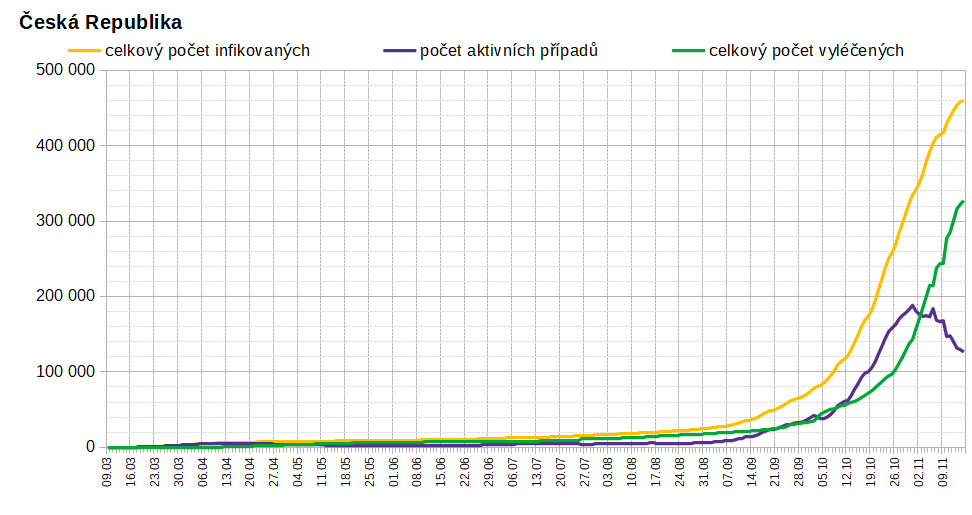 Česká Republika
celkový počet infikovaných počet aktivních případů celkový počet vyléčených
500 000
400 000
300 000
200 000
100 000
0
09.03 16.03 23.03 30.03 06.04 13.04 20.04 27.04 04.05 11.05 18.05 25.05 01.06 08.06 15.06 22.06 29.06 06.07 13.07 20.07 27.07 03.08 10.08 17.08 24.08 31.08 07.09 14.09 21.09 28.09 05.10 12.10 19.10 26.10 02.11 09.11